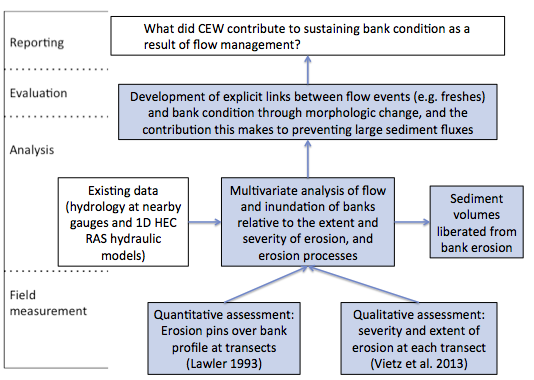 Reporting
What did CEW contribute to sustaining bank condition as a
result of flow management?
Evaluation
Development of explicit links between flow events (e.g. freshes)
and bank condition through morphologic change, and the
contribution this makes to preventing large sediment fluxes
Analysis
Existing data
(hydrology at nearby
gauges and 1D HEC
RAS hydraulic
models)
Multivariate analysis of flow
and inundation of banks
relative to the extent and
severity of erosion, and
erosion processes
Sediment
volumes
liberated from
bank erosion
Field
measurement
Quantitative assessment:
Erosion pins over bank
profile at transects
(Lawler 1993)
Qualitative assessment:
severity and extent of
erosion at each transect
(Vietz et al. 2013)